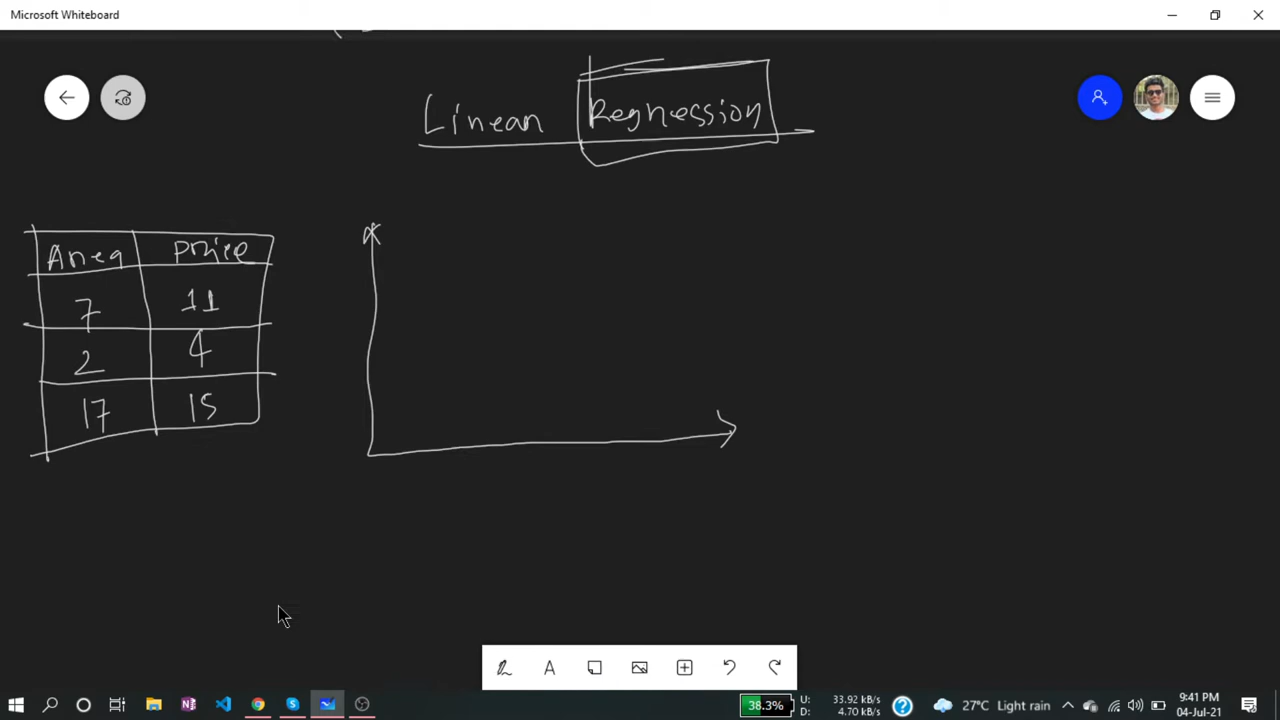 Microsoft Whiteboard
Linear Regression
Area Price
7 11
2 4
17 15
A
38.3%
U: 33.92 kB/s
D: 4.70 kB/s
27°C Light rain
9:41 PM
04-Jul-21